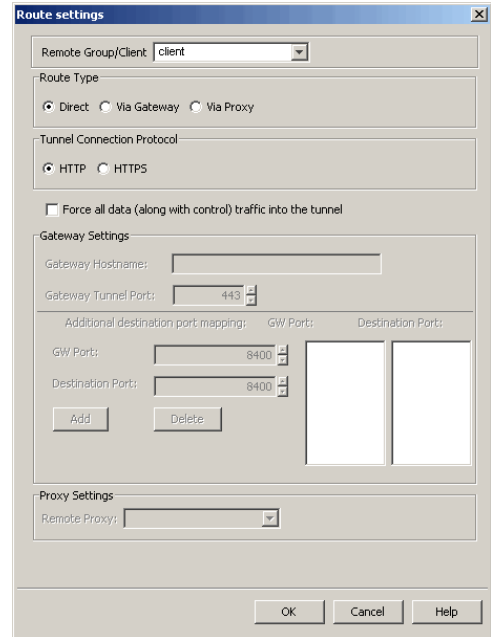 Route settings
Remote Group/Client client
Route Type
Direct Via Gateway Via Proxy
Tunnel Connection Protocol
HTTP HTTPS
Force all data (along with control) traffic into the tunnel
Gateway Settings
Gateway Hostname:
Gateway Tunnel Port: 443
Additional destination port mapping: GW Port: Destination Port:
GW Port: 8400
Destination Port: 8400
Add Delete
Proxy Settings
Remote Proxy:
OK Cancel Help